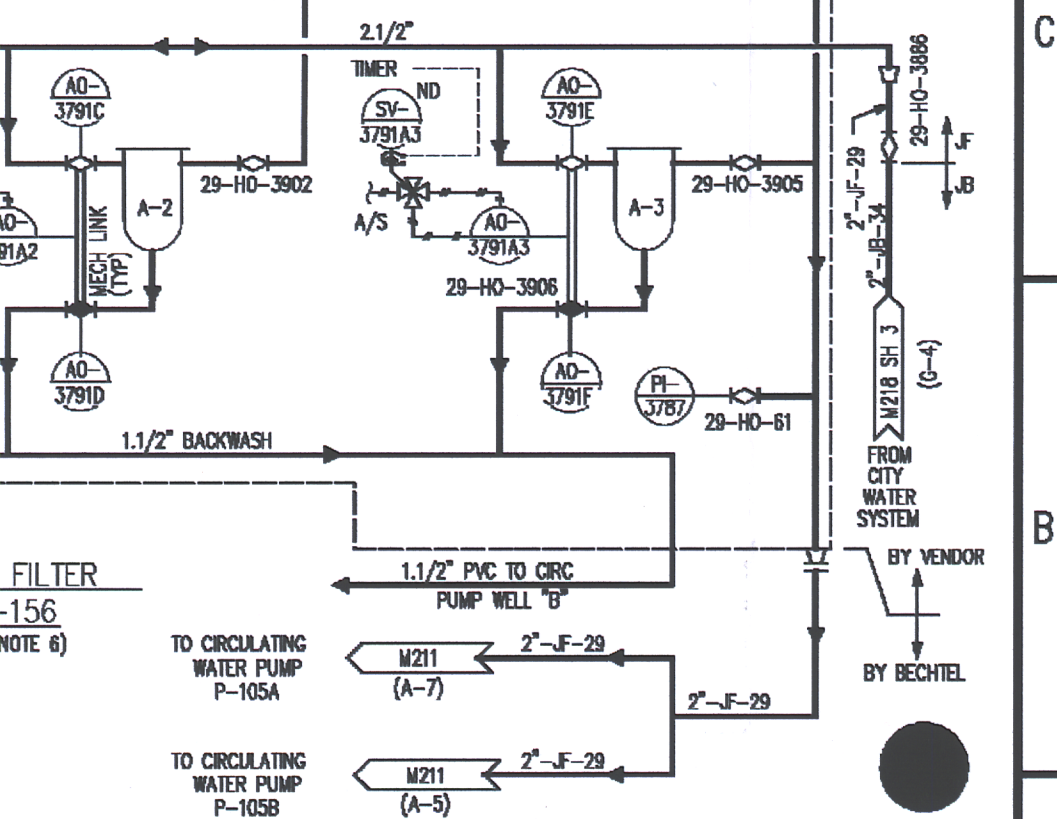 C
2.1/2"
TIMER
ND
AO-
3791C
SV-
3791A3
AO-
3791E
29-HO-3886
JF
JB
2"-JF-29
2"-JB-34
29-HO-3902
29-HO-3905
A-2
A-3
A/S
AO-
91A2
MECH LINK
(TYP)
AO-
3791A3
29-HO-3906
AO-
3791D
AO-
3791F
PI-
3787
29-HO-61
M218 SH 3
(G-4)
FROM
CITY
WATER
SYSTEM
1.1/2" BACKWASH
B
BY VENDOR
BY BECHTEL
FILTER
-156
NOTE 6)
1.1/2" PVC TO CIRC
PUMP WELL "B"
TO CIRCULATING
WATER PUMP
P-105A
M211
(A-7)
2"-JF-29
2"-JF-29
TO CIRCULATING
WATER PUMP
P-105B
M211
(A-5)
2"-JF-29